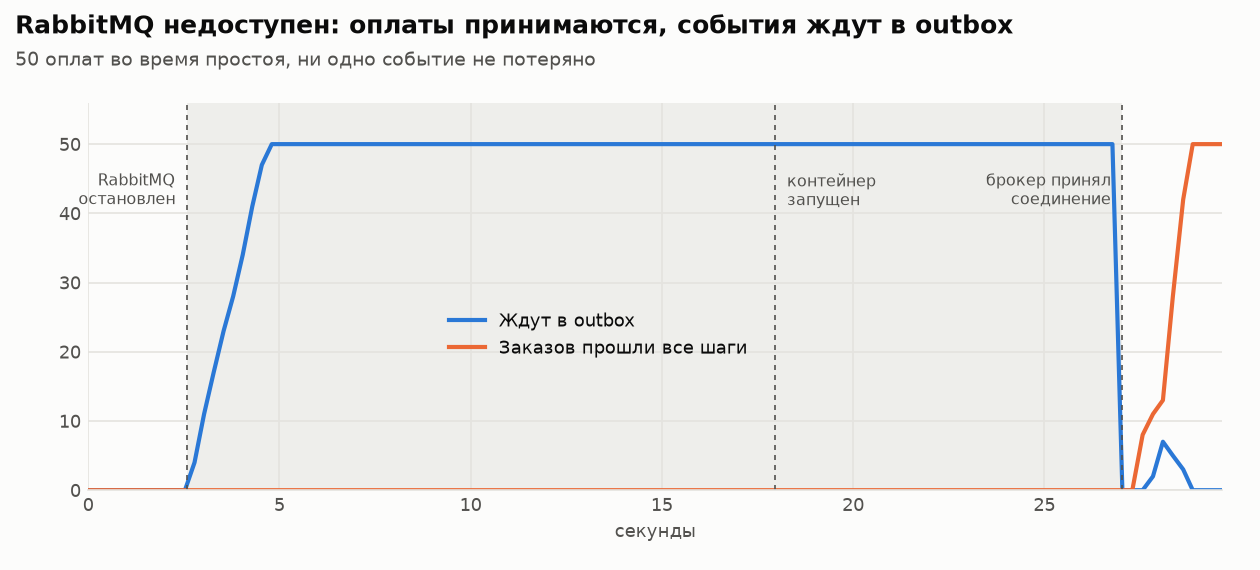 RabbitMQ недоступен: оплаты принимаются, события ждут в outbox
50 оплат во время простоя, ни одно событие не потеряно
50
40
30
20
10
0
RabbitMQ
остановлен
контейнер
запущен
брокер принял
соединение
Ждут в outbox
Заказов прошли все шаги
0
5
10
15
20
25
секунды